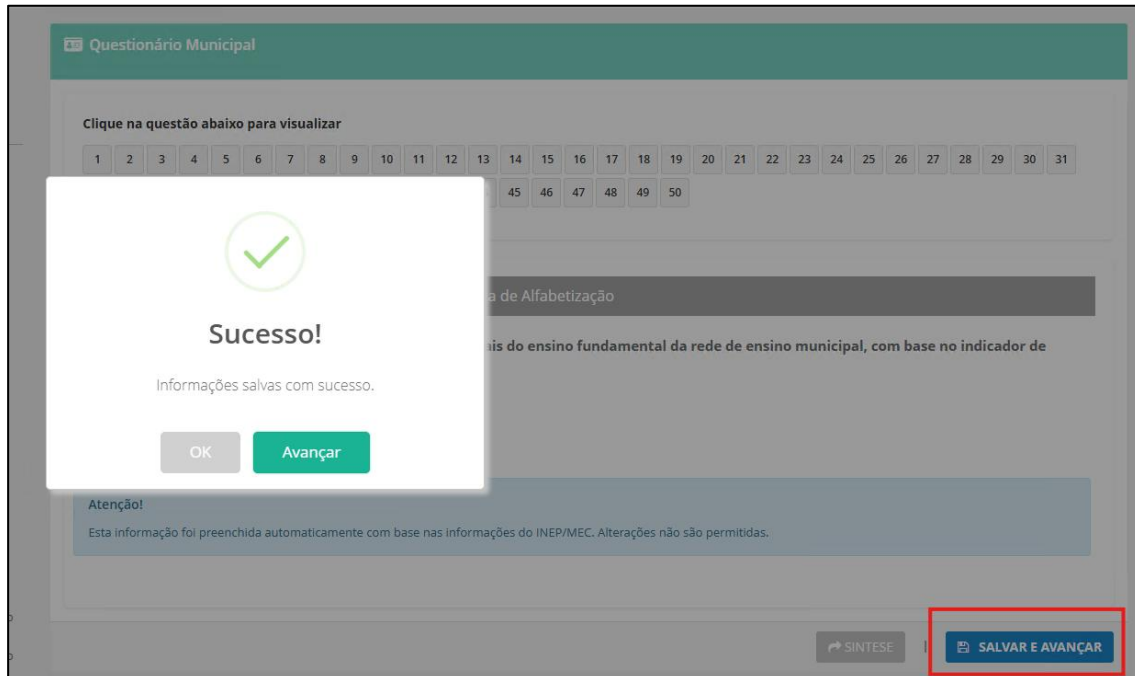 Questionário Municipal
Clique na questão abaixo para visualizar
1 2 3 4 5 6 7 8 9 10 11 12 13 14 15 16 17 18 19 20 21 22 23 24 25 26 27 28 29 30 31
45 46 47 48 49 50
a de Alfabetização
Sucesso!
is do ensino fundamental da rede de ensino municipal, com base no indicador de
Informações salvas com sucesso.
OK Avançar
Atenção!
Esta informação foi preenchida automaticamente com base nas informações do INEP/MEC. Alterações não são permitidas.
SINTESE | SALVAR E AVANÇAR